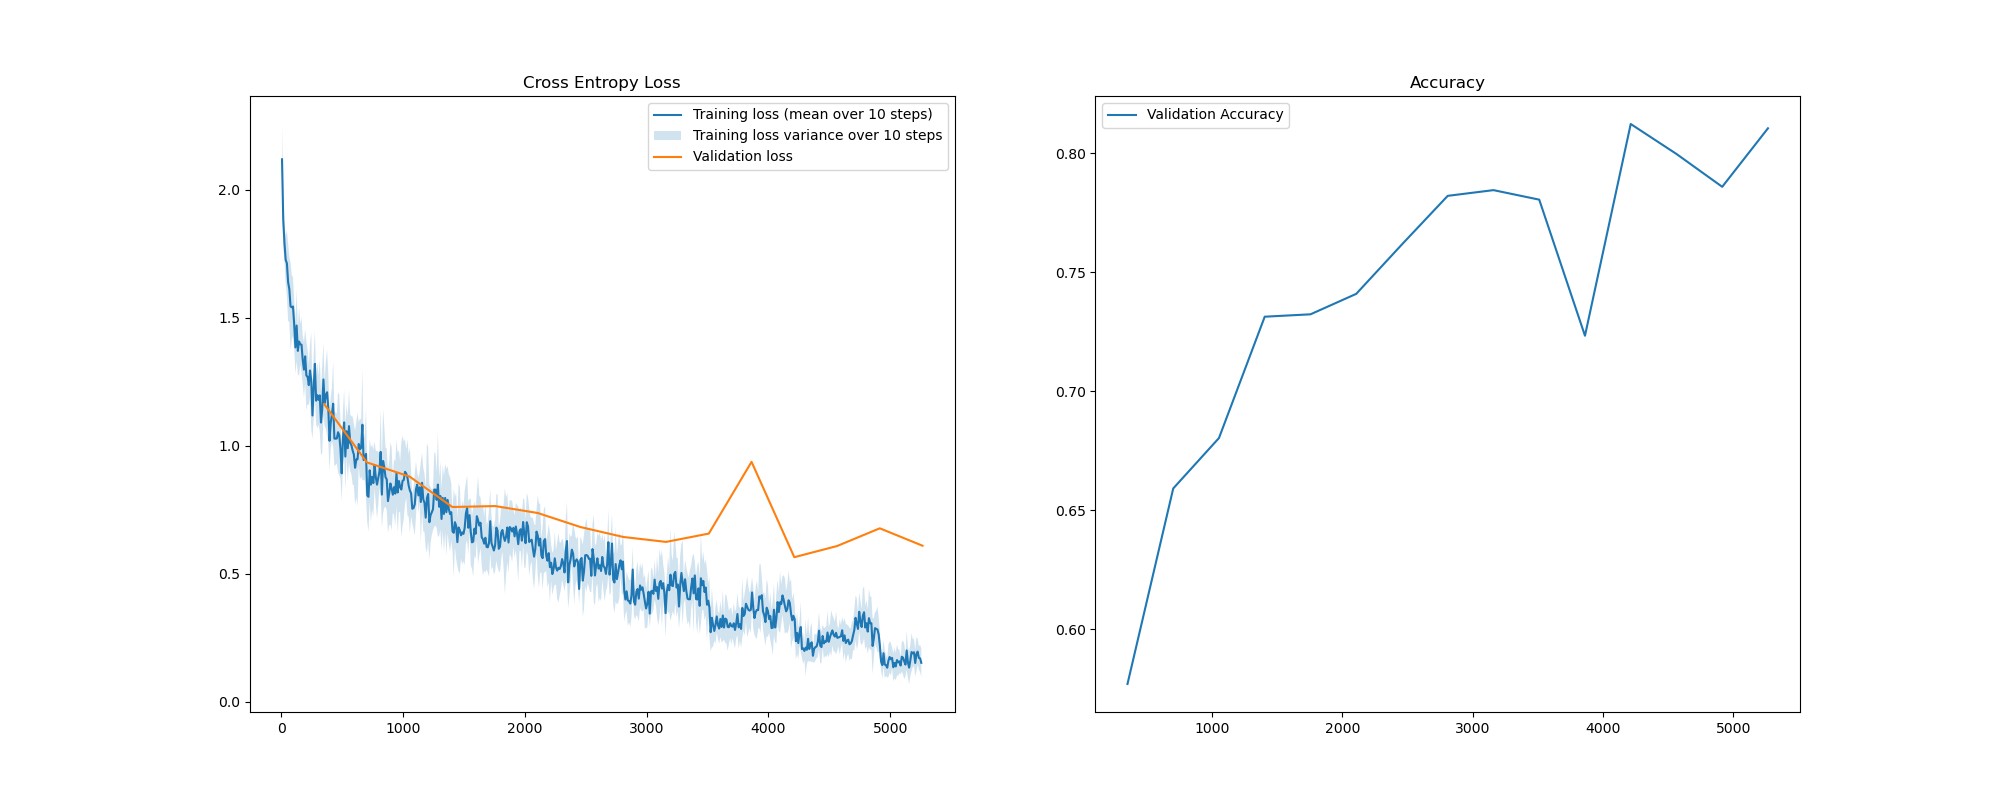 Cross Entropy Loss
Training loss (mean over 10 steps)
Training loss variance over 10 steps
Validation loss
2.0
1.5
1.0
0.5
0.0
0 1000 2000 3000 4000 5000
Accuracy
Validation Accuracy
0.80
0.75
0.70
0.65
0.60
1000 2000 3000 4000 5000